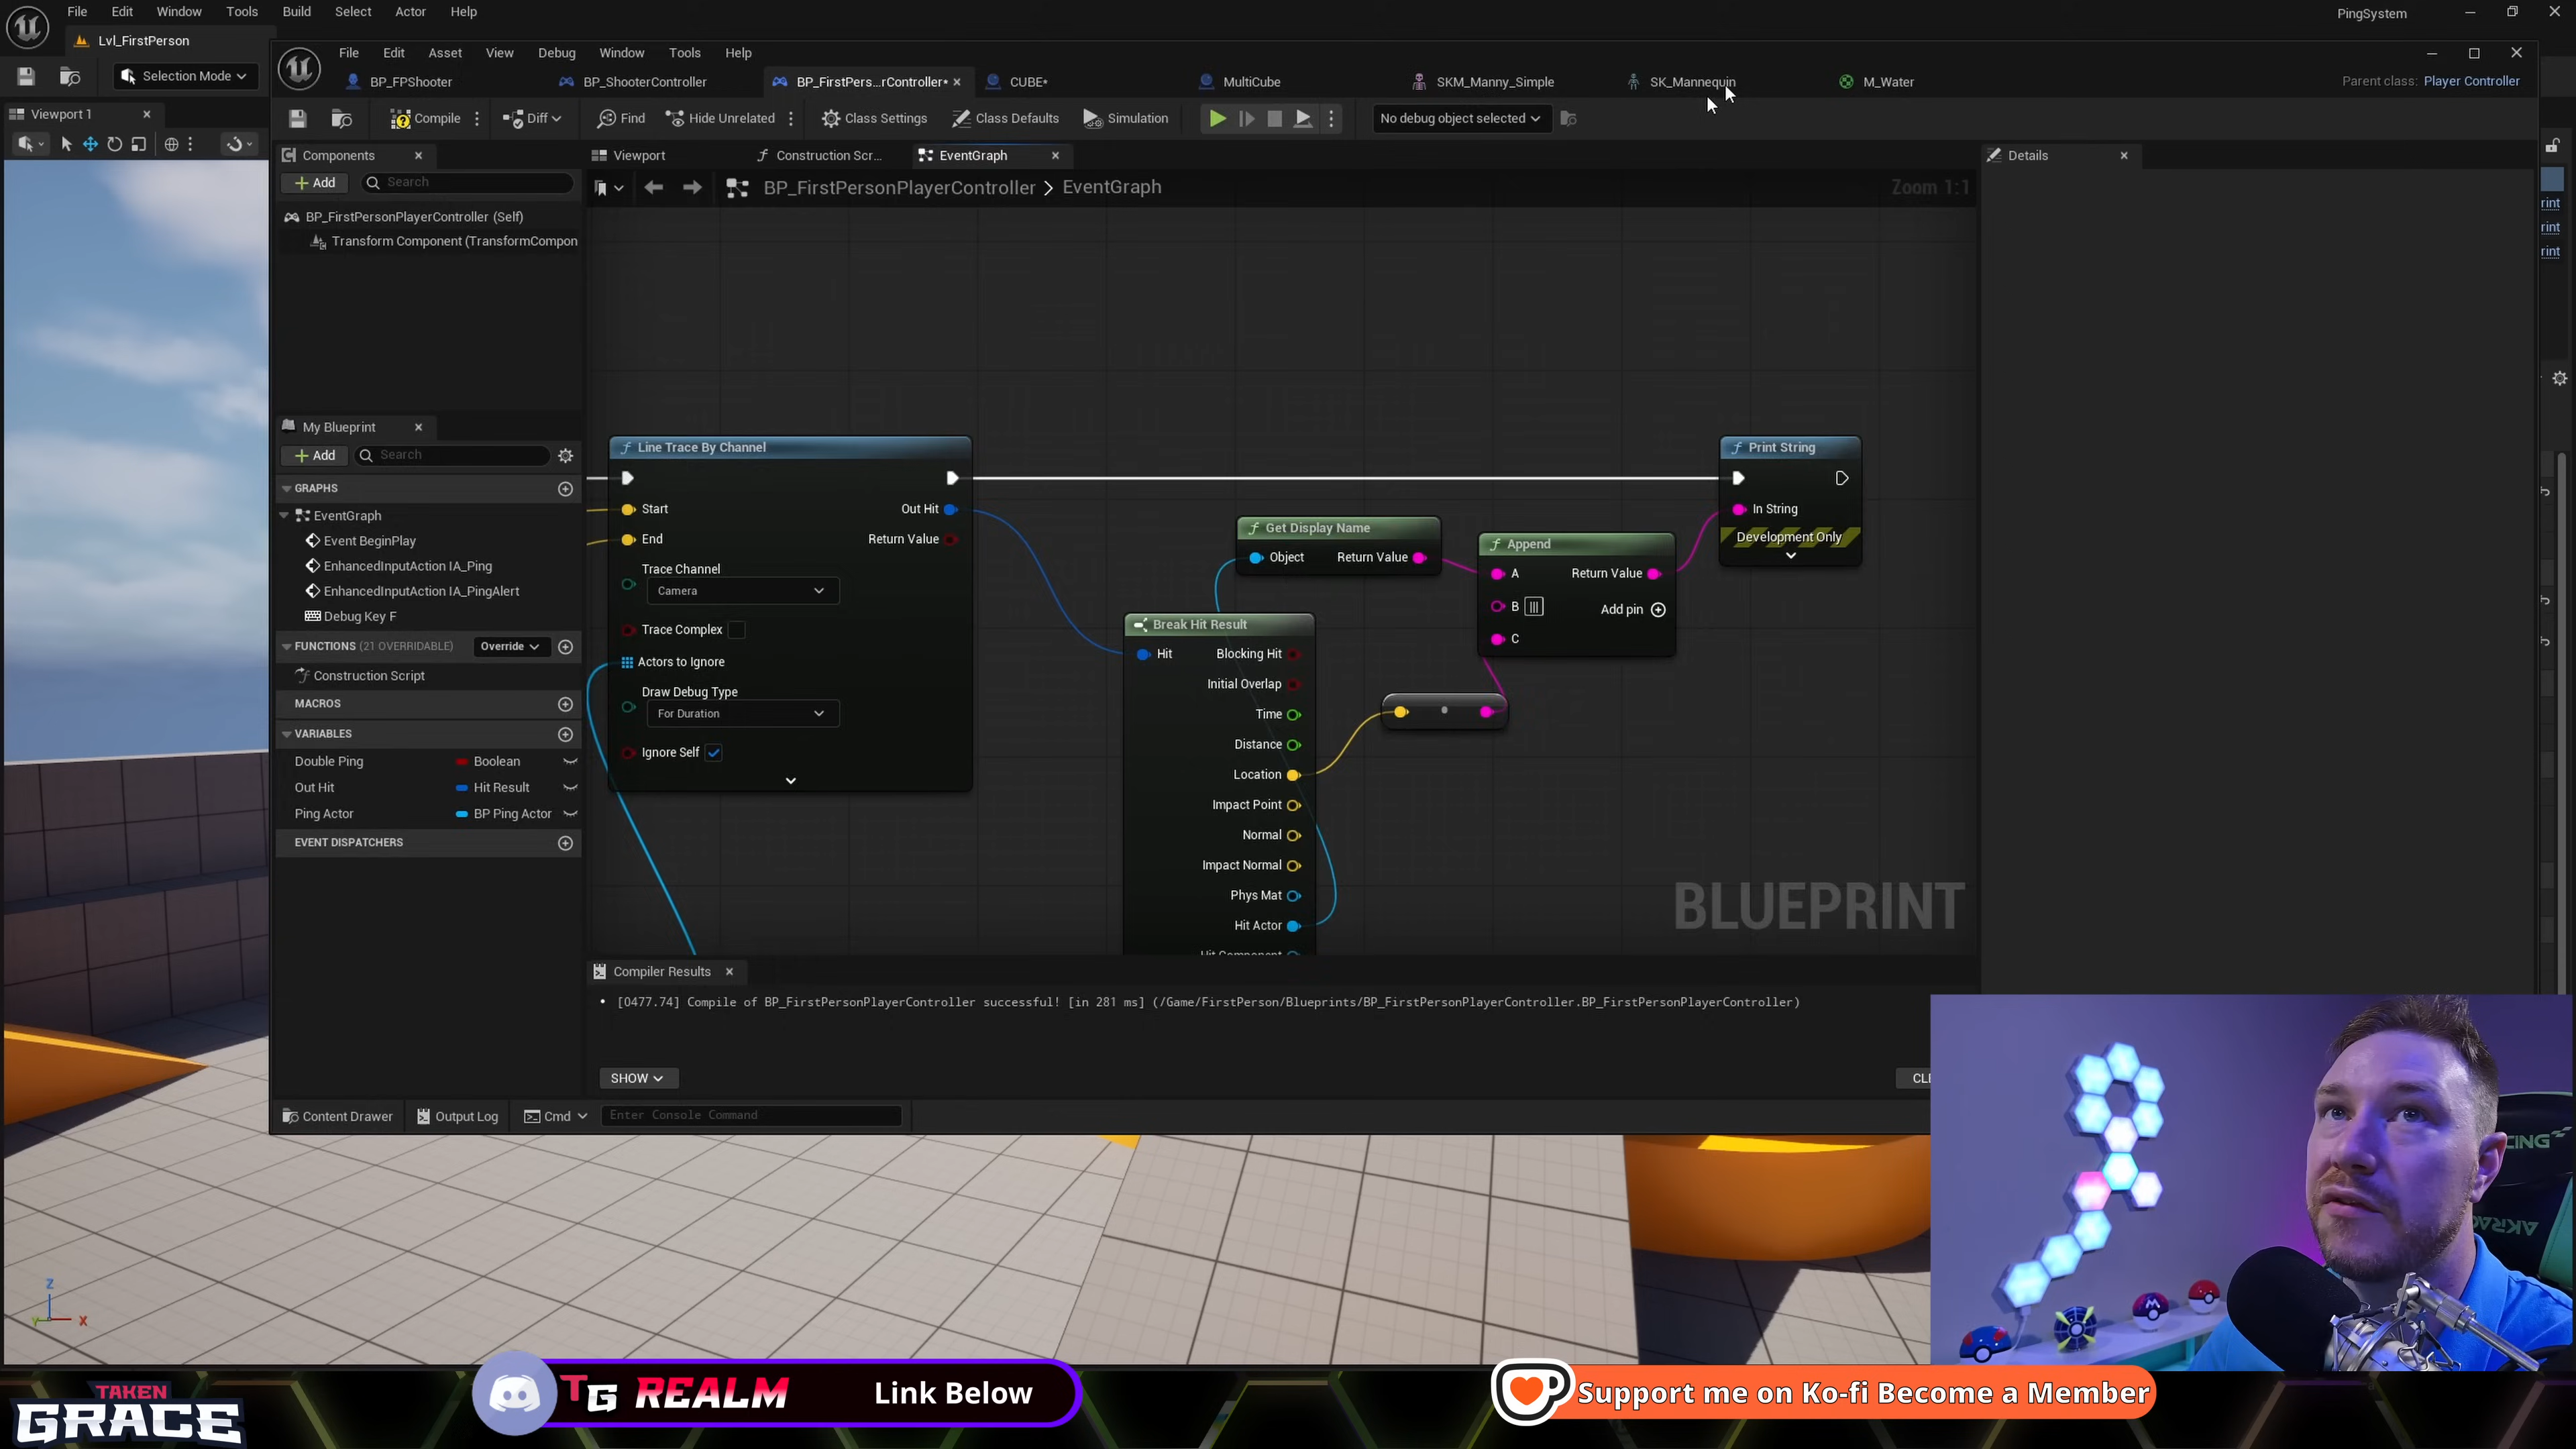 File Edit Window Tools Build Select Actor Help
PingSystem
Lvl_FirstPerson
File Edit Asset View Debug Window Tools Help
Selection Mode
BP_FPShooter
BP_ShooterController
BP_FirstPers...rController*
CUBE*
MultiCube
SKM_Manny_Simple
SK_Mannequin
M_Water
Parent class: Player Controller
Viewport 1
Compile
Diff
Find
Hide Unrelated
Class Settings
Class Defaults
Simulation
No debug object selected
Components
Viewport
Construction Scr...
EventGraph
Details
Add
Search
BP_FirstPersonPlayerController > EventGraph
Zoom 1:1
BP_FirstPersonPlayerController (Self)
Transform Component (TransformCompon
rint
rint
rint
My Blueprint
Add
Search
GRAPHS
EventGraph
Event BeginPlay
EnhancedInputAction IA_Ping
EnhancedInputAction IA_PingAlert
Debug Key F
FUNCTIONS (21 OVERRIDABLE)
Override
Construction Script
MACROS
VARIABLES
Double Ping Boolean
Out Hit Hit Result
Ping Actor BP Ping Actor
EVENT DISPATCHERS
Line Trace By Channel
Start
Out Hit
End
Return Value
Trace Channel
Camera
Trace Complex
Actors to Ignore
Draw Debug Type
For Duration
Ignore Self
Get Display Name
Object
Return Value
Append
A
Return Value
B
Add pin
C
Print String
In String
Development Only
Break Hit Result
Hit
Blocking Hit
Initial Overlap
Time
Distance
Location
Impact Point
Normal
Impact Normal
Phys Mat
Hit Actor
Hit Component
BLUEPRINT
Compiler Results
[0477.74] Compile of BP_FirstPersonPlayerController successful! [in 281 ms] (/Game/FirstPerson/Blueprints/BP_FirstPersonPlayerController.BP_FirstPersonPlayerController)
SHOW
CLE
Content Drawer
Output Log
Cmd
Enter Console Command
Z
X
Y
TAKEN
GRACE
TG REALM
Link Below
Support me on Ko-fi Become a Member